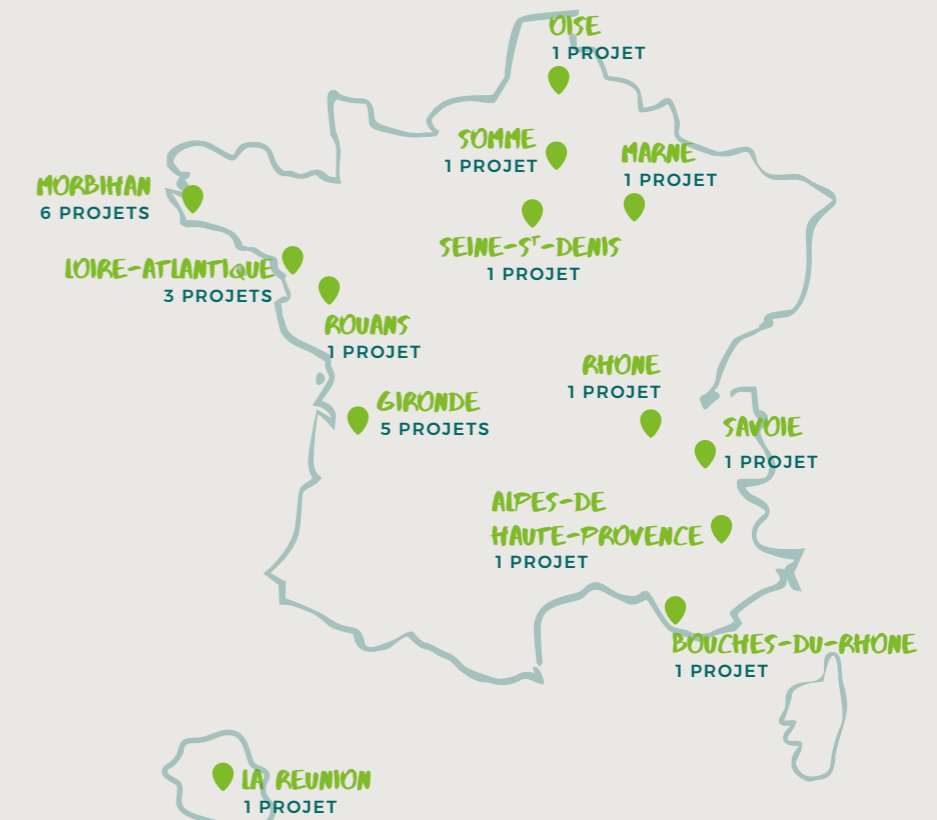 OISE
1 PROJET
SOMME
1 PROJET
MARNE
1 PROJET
MORBIHAN
6 PROJETS
SEINE-ST-DENIS
1 PROJET
LOIRE-ATLANTIQUE
3 PROJETS
ROUANS
1 PROJET
RHONE
1 PROJET
GIRONDE
5 PROJETS
SAVOIE
1 PROJET
ALPES-DE
HAUTE-PROVENCE
1 PROJET
BOUCHES-DU-RHONE
1 PROJET
LA REUNION
1 PROJET